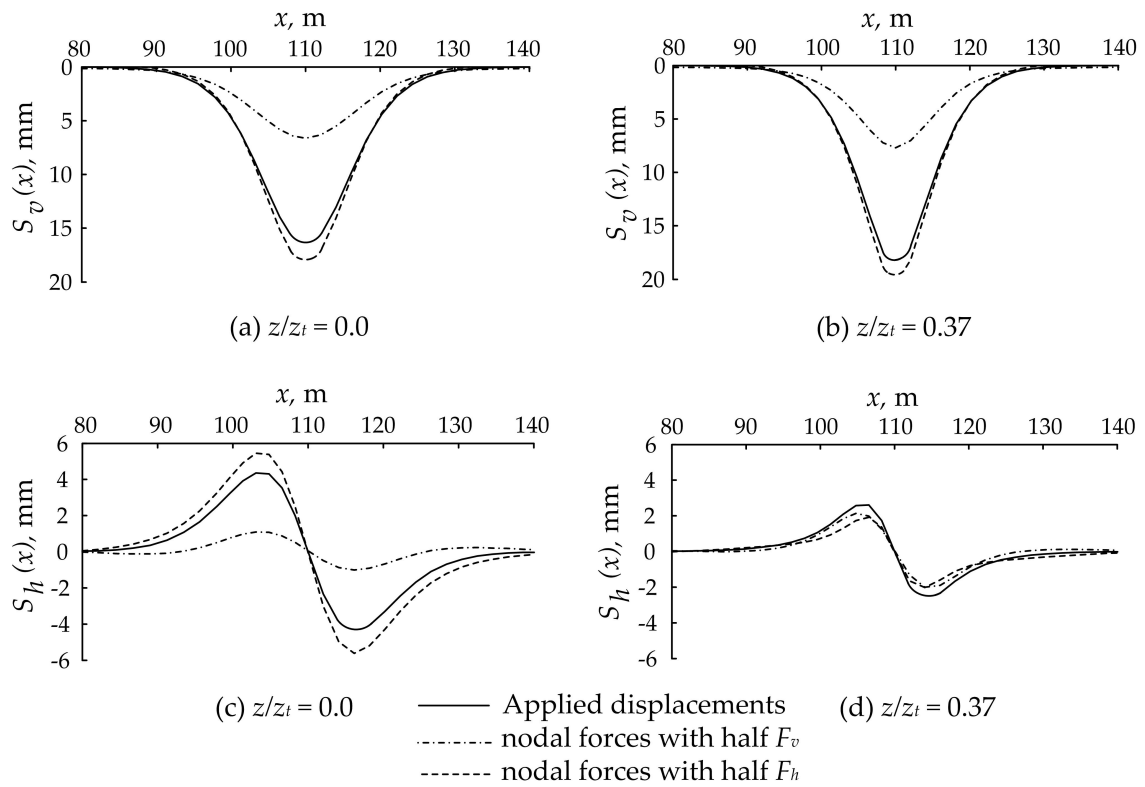 x, m
80 90 100 110 120 130 140
0
5
10
15
20
S_v(x), mm
(a) z/z_t = 0.0
x, m
80 90 100 110 120 130 140
0
5
10
15
20
S_v(x), mm
(b) z/z_t = 0.37
x, m
80 90 100 110 120 130 140
6
4
2
0
-2
-4
-6
S_h(x), mm
(c) z/z_t = 0.0
x, m
80 90 100 110 120 130 140
6
4
2
0
-2
-4
-6
S_h(x), mm
(d) z/z_t = 0.37
Applied displacements
nodal forces with half F_v
nodal forces with half F_h